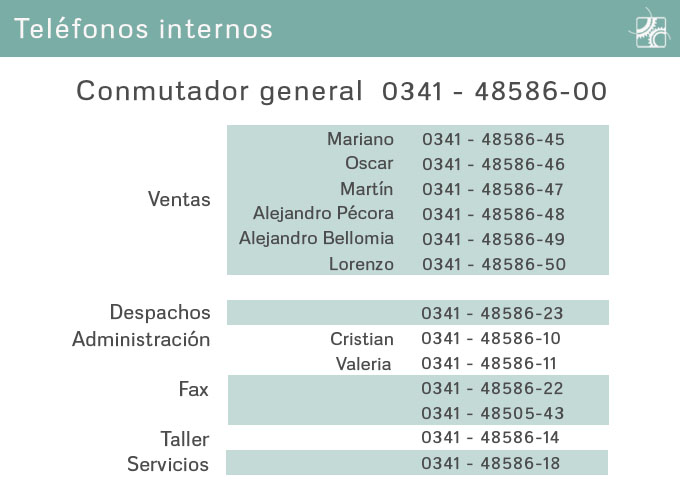 Teléfonos internos
Conmutador general 0341 - 48586-00
Ventas
Mariano 0341 - 48586-45
Oscar 0341 - 48586-46
Martín 0341 - 48586-47
Alejandro Pécora 0341 - 48586-48
Alejandro Bellomia 0341 - 48586-49
Lorenzo 0341 - 48586-50
Despachos 0341 - 48586-23
Administración Cristian 0341 - 48586-10
Valeria 0341 - 48586-11
Fax 0341 - 48586-22
0341 - 48505-43
Taller 0341 - 48586-14
Servicios 0341 - 48586-18